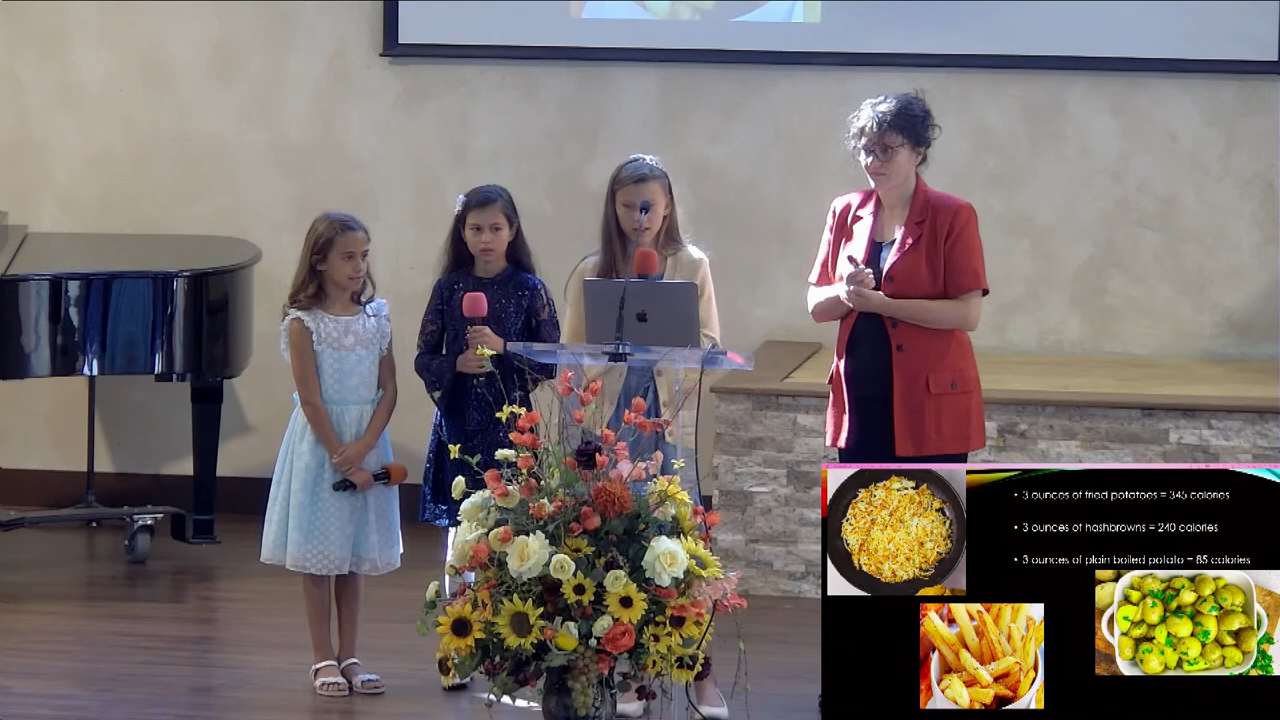 • 3 ounces of fried potatoes = 345 calories
• 3 ounces of hashbrowns = 240 calories
• 3 ounces of plain boiled potato = 85 calories